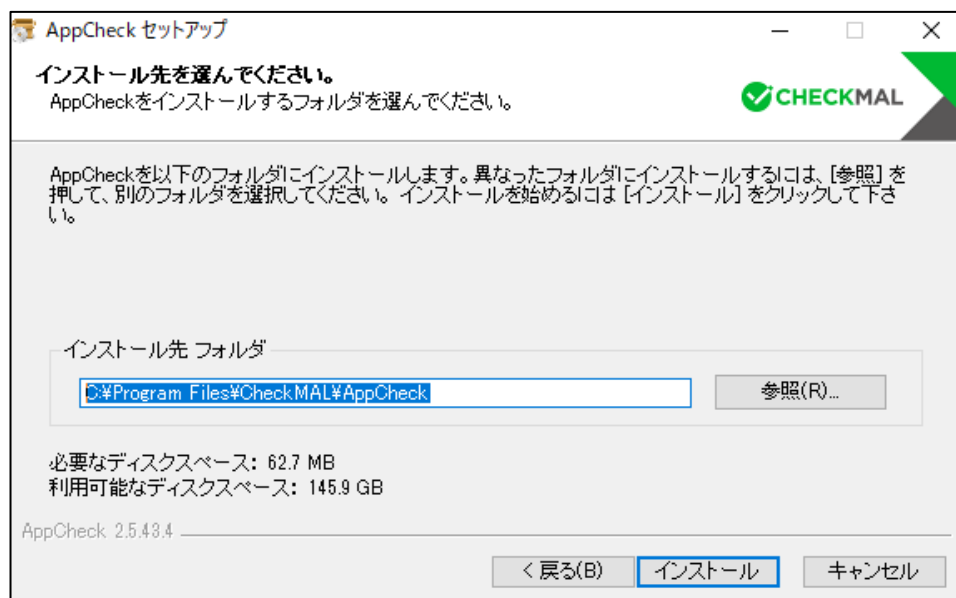 AppCheck セットアップ
インストール先を選んでください。
AppCheckをインストールするフォルダを選んでください。
CHECKMAL
AppCheckを以下のフォルダにインストールします。異なったフォルダにインストールするには、[参照] を
押して、別のフォルダを選択してください。インストールを始めるには [インストール] をクリックして下さ
い。
インストール先 フォルダ
C:¥Program Files¥CheckMAL¥AppCheck
参照(R)...
必要なディスクスペース: 62.7 MB
利用可能なディスクスペース: 145.9 GB
AppCheck 2.5.43.4
< 戻る(B)
インストール
キャンセル